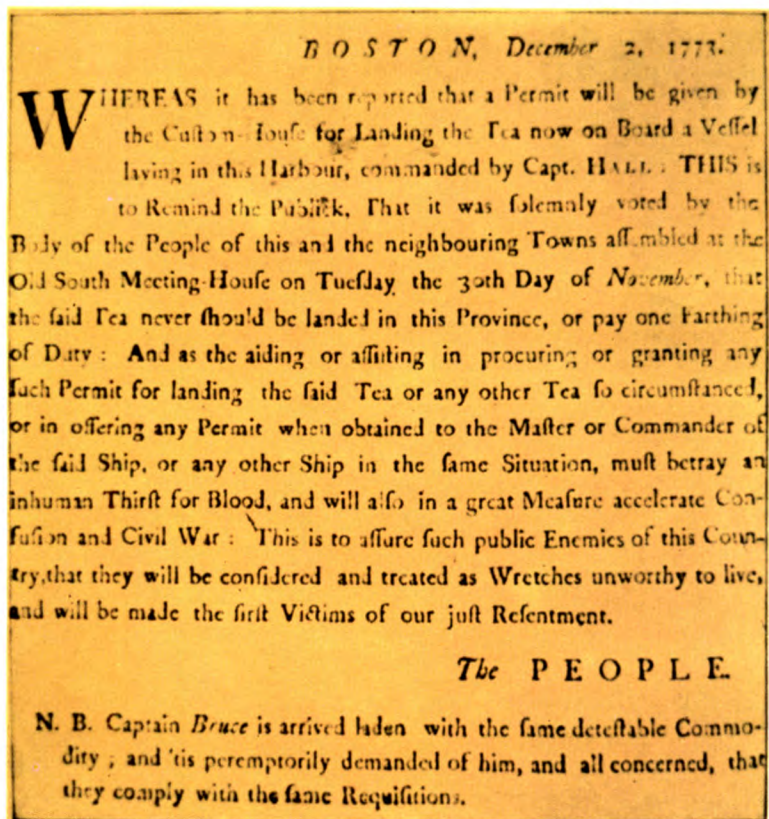 BOSTON, December 2, 1773.
WHEREAS it has been reported that a Permit will be given by
the Cuſtom-Houſe for Landing the Tea now on Board a Veſſel
laying in this Harbour, commanded by Capt. HALL: THIS is
to Remind the Publick, That it was ſolemnly voted by the
Body of the People of this and the neighbouring Towns aſſembled at the
Old South Meeting-Houſe on Tueſday the 30th Day of November, that
the ſaid Tea never ſhould be landed in this Province, or pay one Farthing
of Duty: And as the aiding or aſſiſting in procuring or granting any
ſuch Permit for landing the ſaid Tea or any other Tea ſo circumſtanced,
or in offering any Permit when obtained to the Maſter or Commander of
the ſaid Ship, or any other Ship in the ſame Situation, muſt betray an
inhuman Thirſt for Blood, and will alſo in a great Meaſure accelerate Con-
fuſion and Civil War: This is to aſſure ſuch public Enemies of this Coun-
try, that they will be conſidered and treated as Wretches unworthy to live,
and will be made the firſt Victims of our juſt Reſentment.
The PEOPLE.
N. B. Captain Bruce is arrived laden with the ſame deteſtable Commo-
dity; and 'tis peremptorily demanded of him, and all concerned, that
they comply with the ſame Requiſitions.